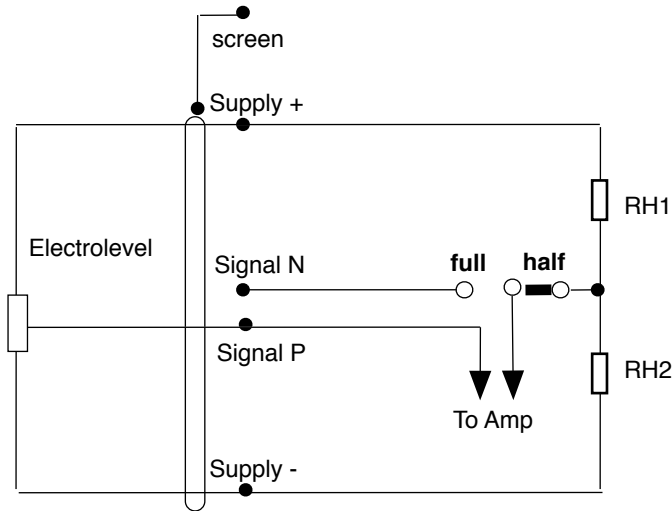 screen
Supply +
RH1
Electrolevel
Signal N
full
half
Signal P
RH2
To Amp
Supply -